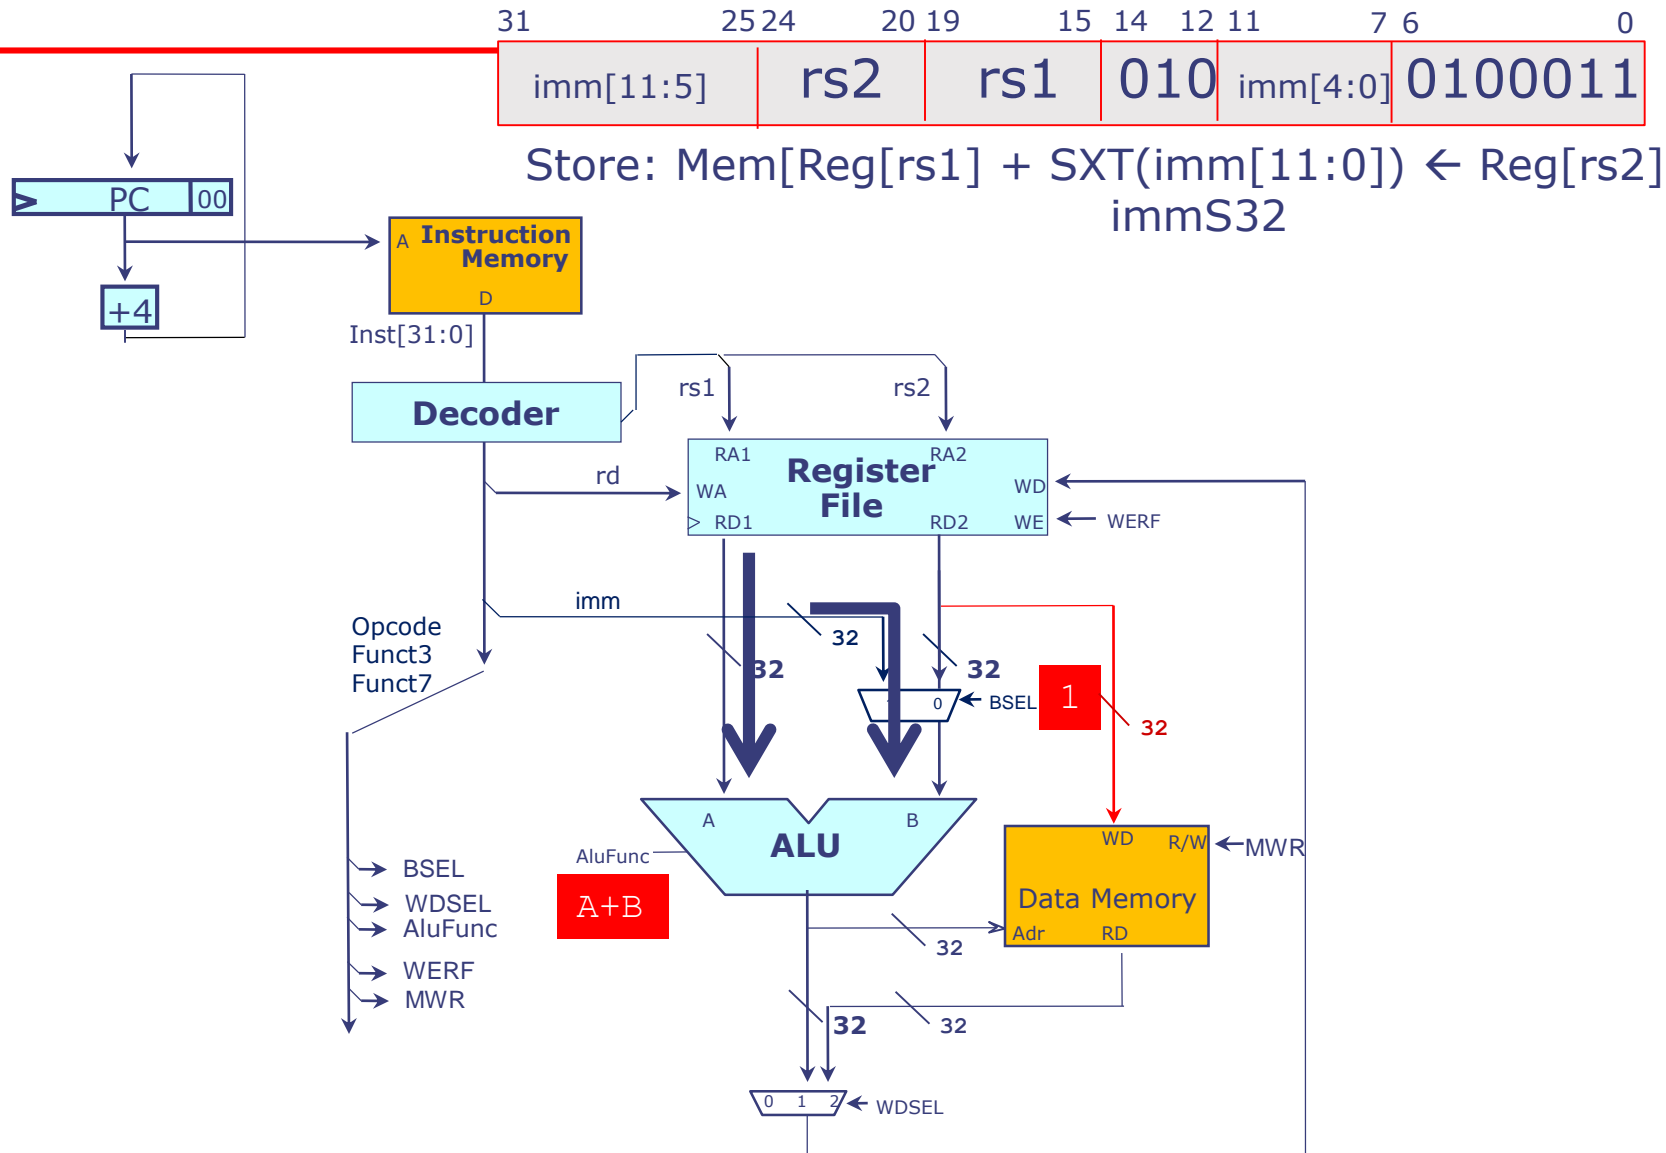 31 25 24 20 19 15 14 12 11 7 6 0
imm[11:5] rs2 rs1 010 imm[4:0] 0100011
Store: Mem[Reg[rs1] + SXT(imm[11:0]) ← Reg[rs2]
immS32
PC 00
+4
A Instruction
Memory
D
Inst[31:0]
Decoder
rs1 rs2
rd
RA1 RA2
Register
File
WA WD
RD1 RD2 WE
WERF
imm
32
32
32
Opcode
Funct3
Funct7
0
BSEL
1
32
A B
ALU
AluFunc
A+B
WD R/W
MWR
Data Memory
Adr RD
32
BSEL
WDSEL
AluFunc
WERF
MWR
32
32
0 1 2
WDSEL